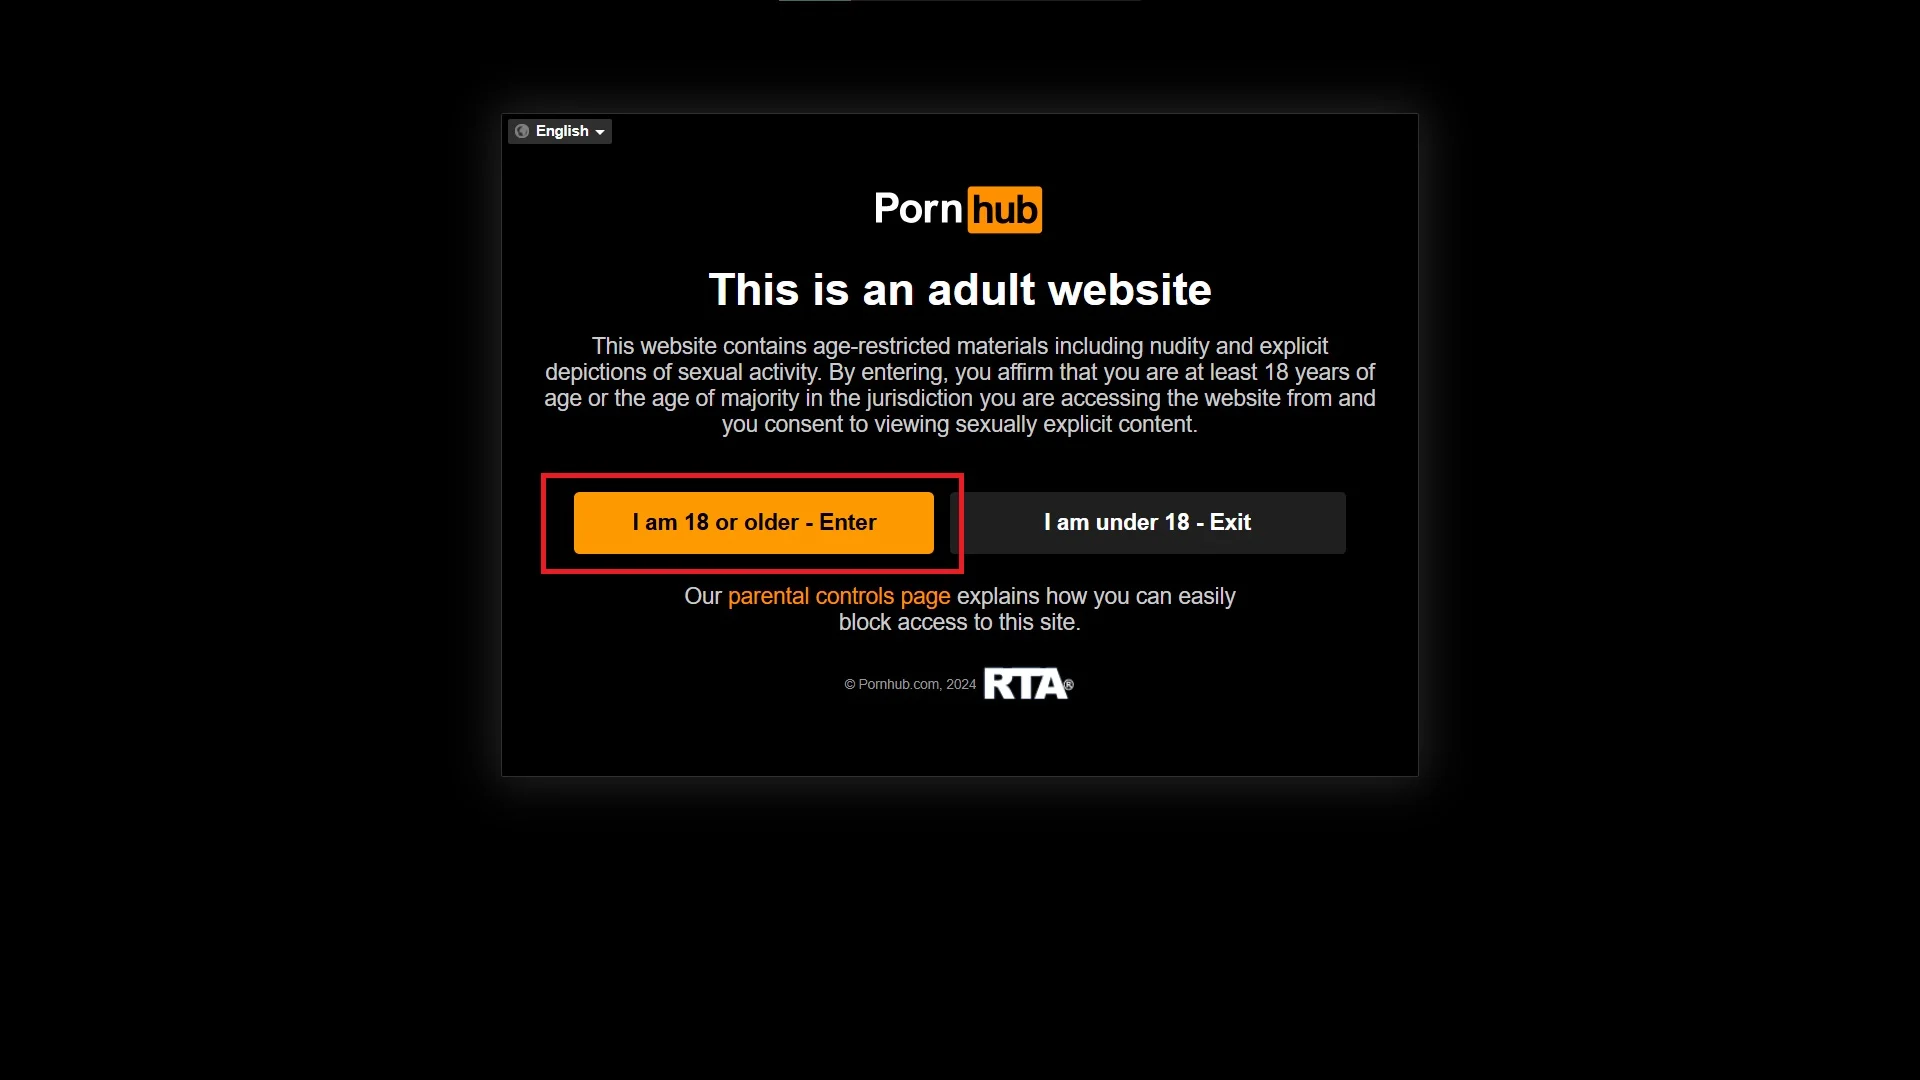 English
Pornhub
This is an adult website
This website contains age-restricted materials including nudity and explicit
depictions of sexual activity. By entering, you affirm that you are at least 18 years of
age or the age of majority in the jurisdiction you are accessing the website from and
you consent to viewing sexually explicit content.
I am 18 or older - Enter
I am under 18 - Exit
Our parental controls page explains how you can easily
block access to this site.
© Pornhub.com, 2024 RTA®